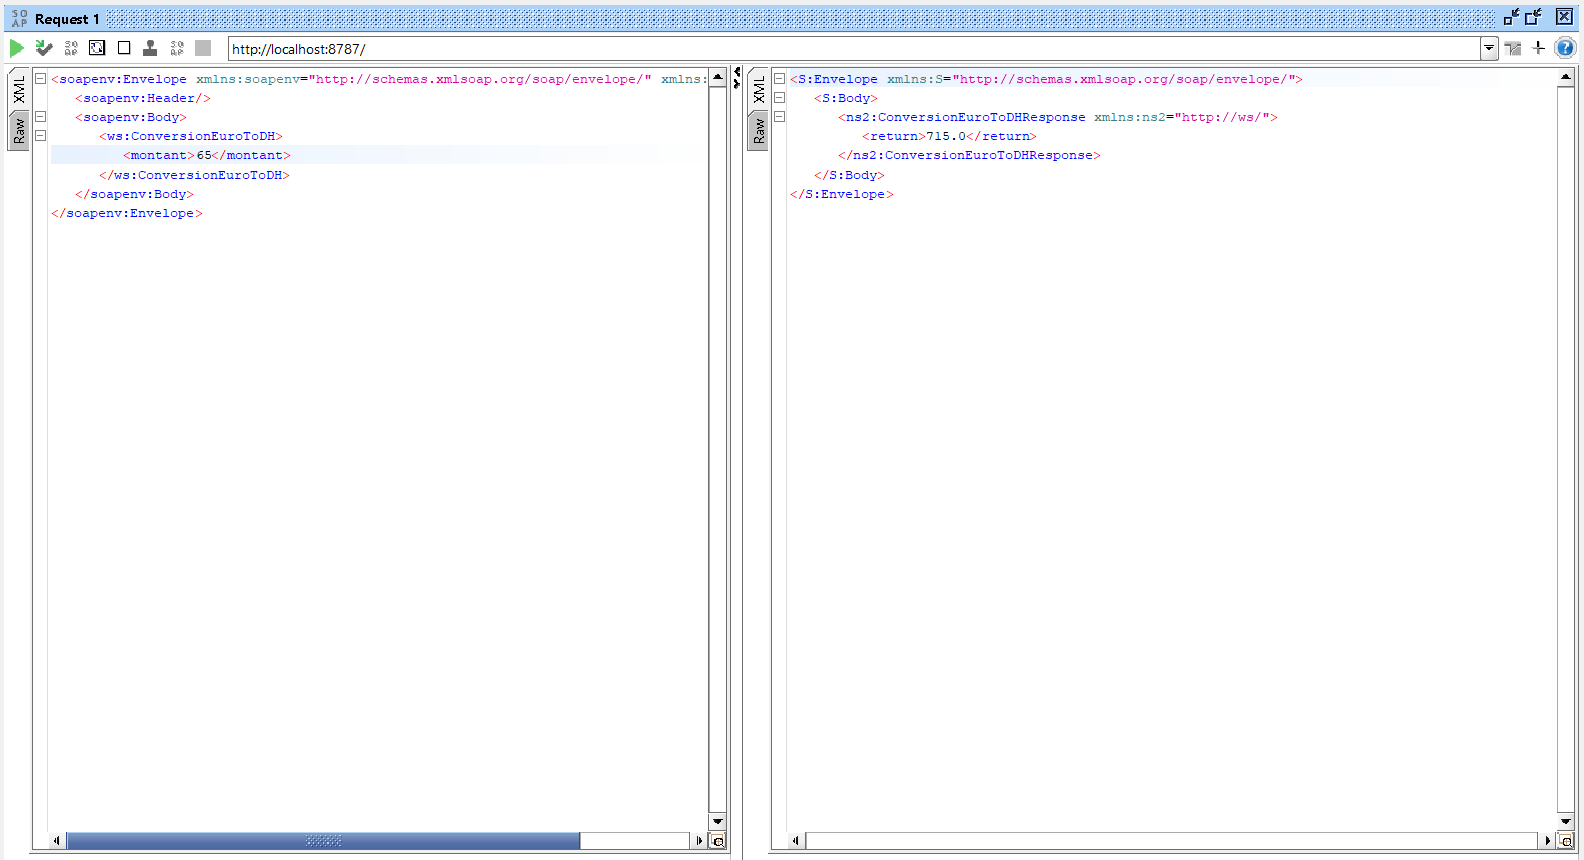 SO
AP
Request 1
http://localhost:8787/
XML
Raw
<soapenv:Envelope xmlns:soapenv="http://schemas.xmlsoap.org/soap/envelope/" xmlns:
<soapenv:Header/>
<soapenv:Body>
<ws:ConversionEuroToDH>
<montant>65</montant>
</ws:ConversionEuroToDH>
</soapenv:Body>
</soapenv:Envelope>
XML
Raw
<S:Envelope xmlns:S="http://schemas.xmlsoap.org/soap/envelope/">
<S:Body>
<ns2:ConversionEuroToDHResponse xmlns:ns2="http://ws/">
<return>715.0</return>
</ns2:ConversionEuroToDHResponse>
</S:Body>
</S:Envelope>